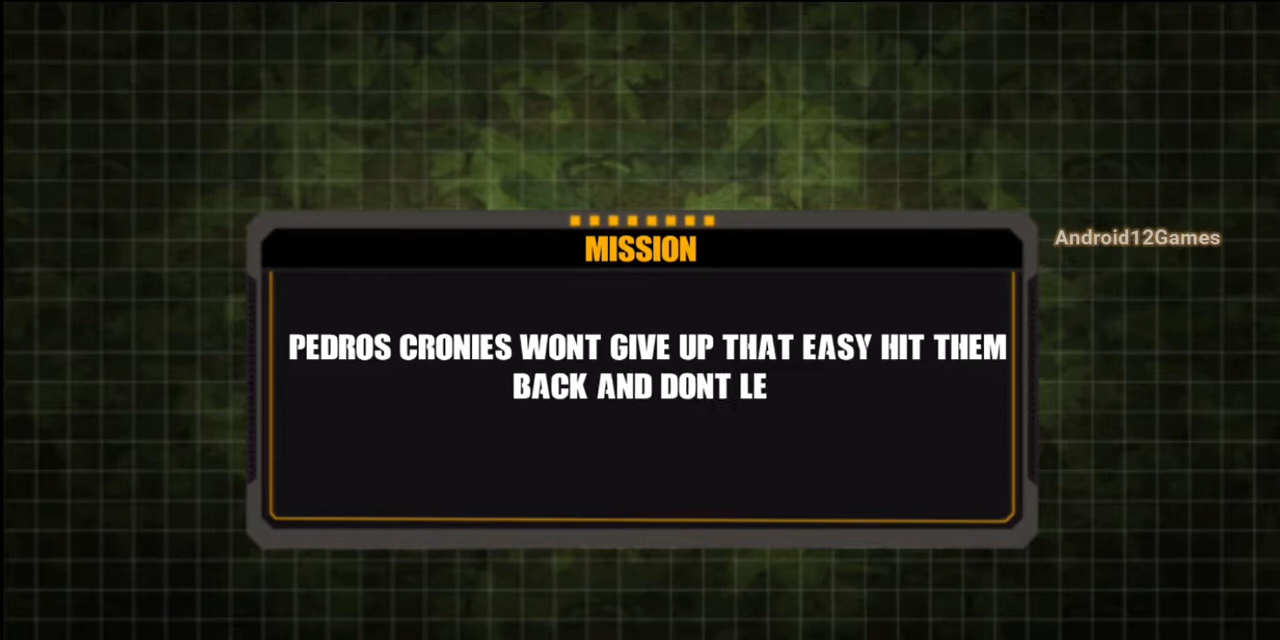 MISSION
Android12Games
PEDROS CRONIES WONT GIVE UP THAT EASY HIT THEM
BACK AND DONT LE